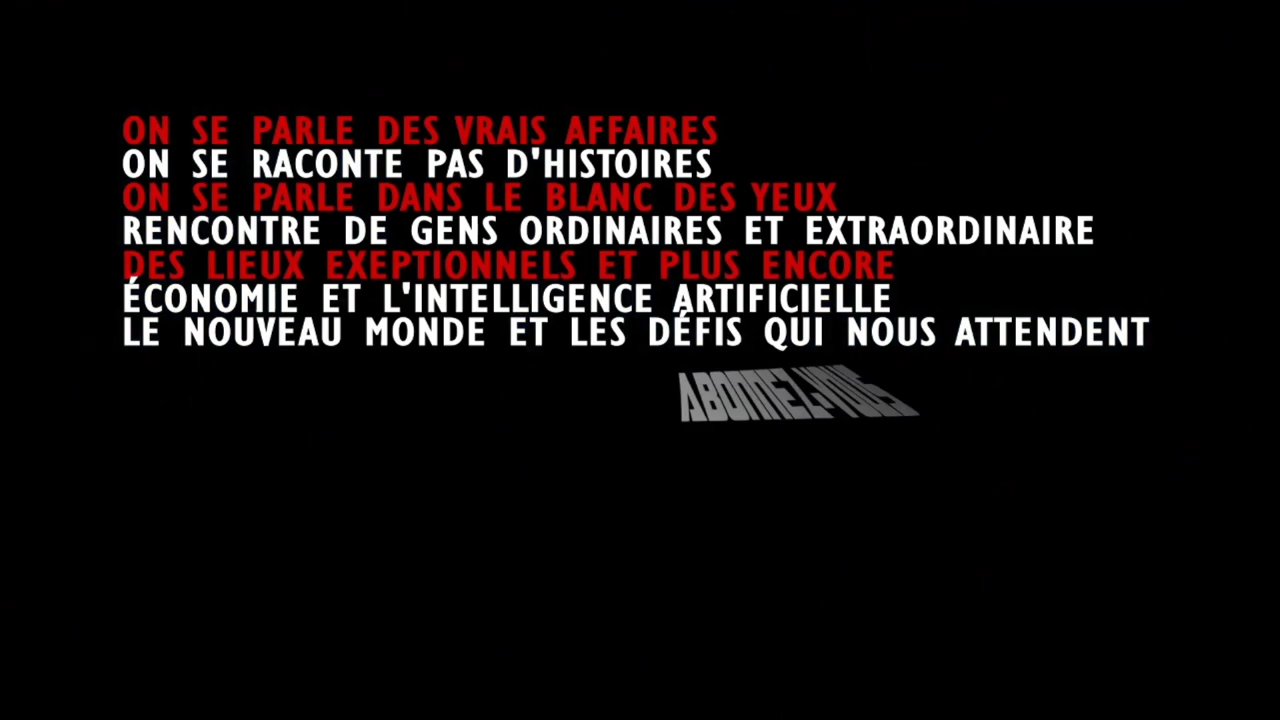 ON SE PARLE DES VRAIS AFFAIRES
ON SE RACONTE PAS D'HISTOIRES
ON SE PARLE DANS LE BLANC DES YEUX
RENCONTRE DE GENS ORDINAIRES ET EXTRAORDINAIRE
DES LIEUX EXEPTIONNELS ET PLUS ENCORE
ÉCONOMIE ET L'INTELLIGENCE ARTIFICIELLE
LE NOUVEAU MONDE ET LES DÉFIS QUI NOUS ATTENDENT
ABONNEZ-VOUS